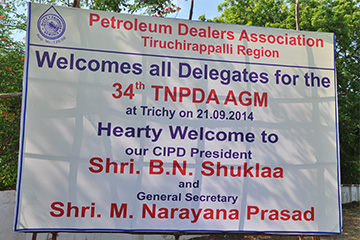 Petroleum Dealers Association
Tiruchirappalli Region
Welcomes all Delegates for the
34th TNPDA AGM
at Trichy on 21.09.2014
Hearty Welcome to
our CIPD President
Shri. B.N. Shuklaa
and
General Secretary
Shri. M. Narayana Prasad